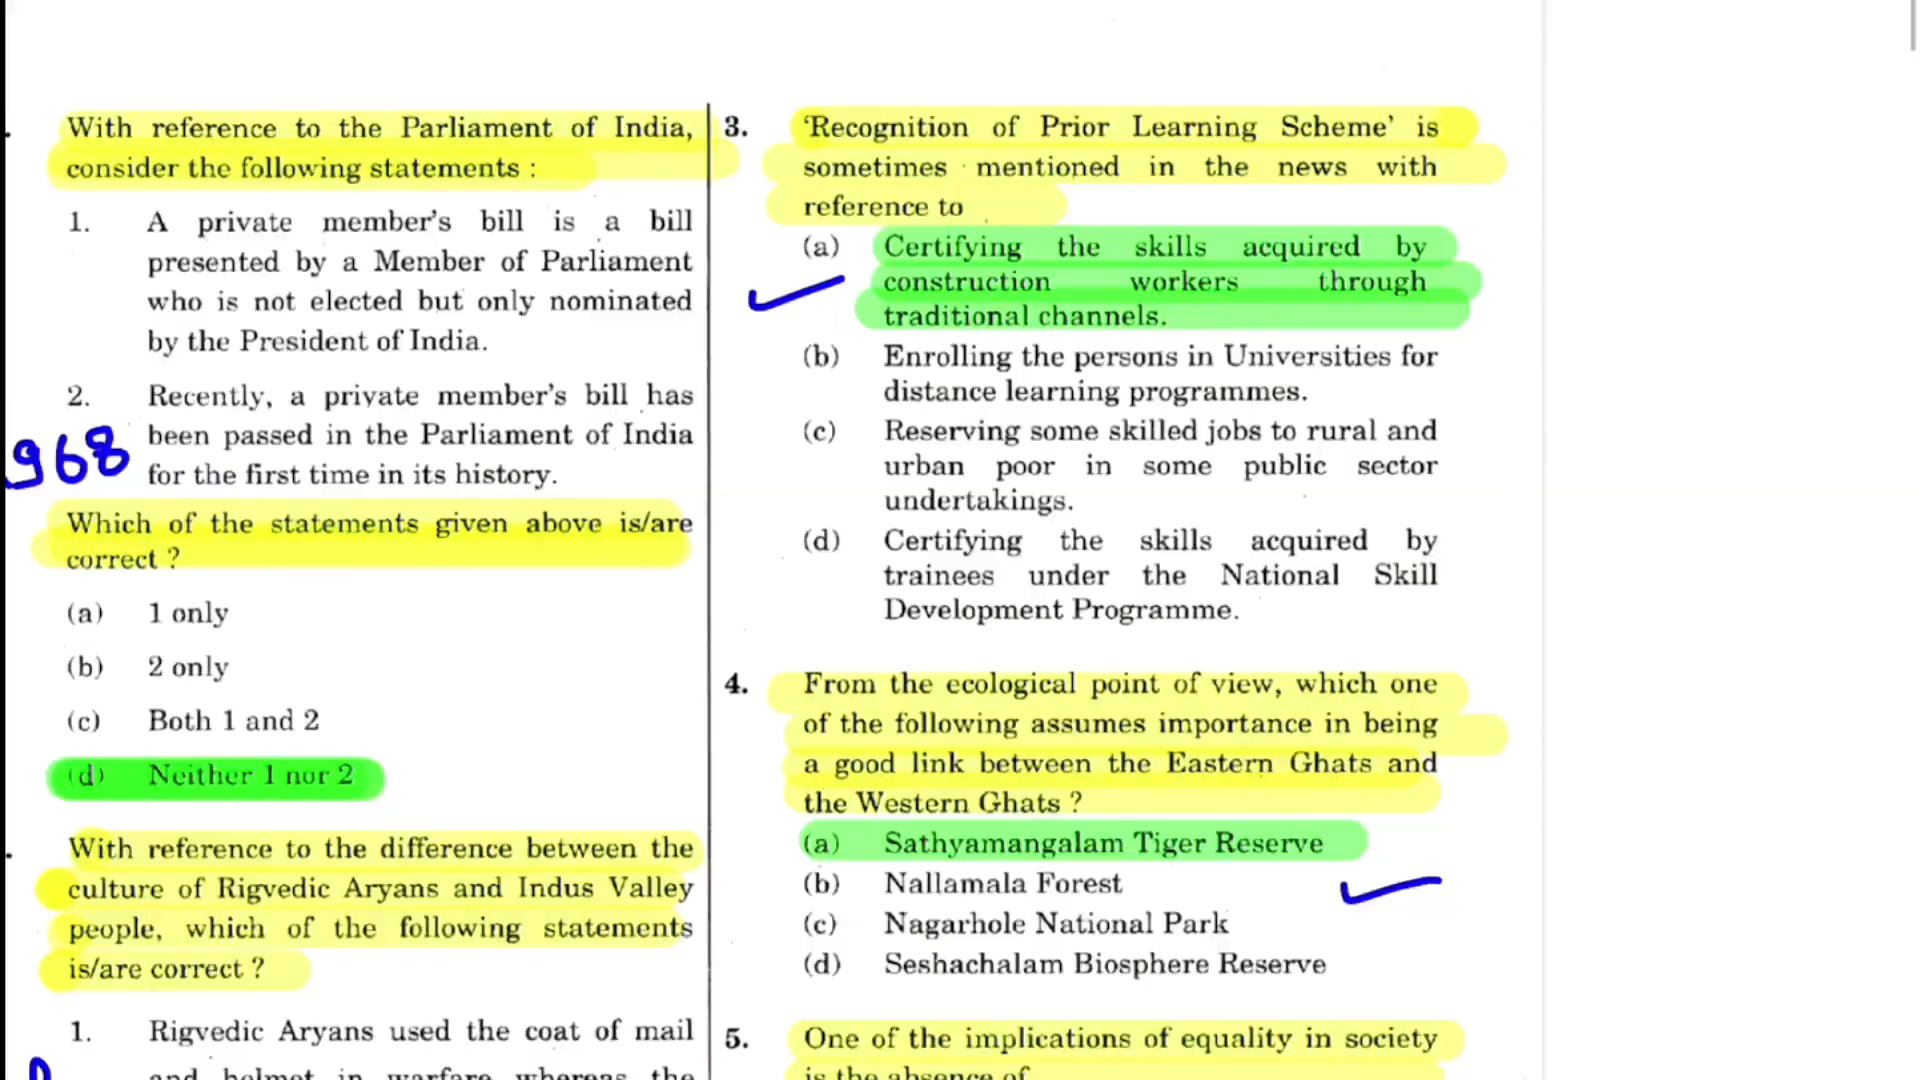 With reference to the Parliament of India,
consider the following statements :
1. A private member's bill is a bill
presented by a Member of Parliament
who is not elected but only nominated
by the President of India.
2. Recently, a private member's bill has
been passed in the Parliament of India
for the first time in its history.
968
Which of the statements given above is/are
correct ?
(a) 1 only
(b) 2 only
(c) Both 1 and 2
(d) Neither 1 nor 2
With reference to the difference between the
culture of Rigvedic Aryans and Indus Valley
people, which of the following statements
is/are correct ?
1. Rigvedic Aryans used the coat of mail
and helmet in warfare whereas the
3. 'Recognition of Prior Learning Scheme' is
sometimes mentioned in the news with
reference to
(a) Certifying the skills acquired by
construction workers through
traditional channels.
(b) Enrolling the persons in Universities for
distance learning programmes.
(c) Reserving some skilled jobs to rural and
urban poor in some public sector
undertakings.
(d) Certifying the skills acquired by
trainees under the National Skill
Development Programme.
4. From the ecological point of view, which one
of the following assumes importance in being
a good link between the Eastern Ghats and
the Western Ghats ?
(a) Sathyamangalam Tiger Reserve
(b) Nallamala Forest
(c) Nagarhole National Park
(d) Seshachalam Biosphere Reserve
5. One of the implications of equality in society
is the absence of